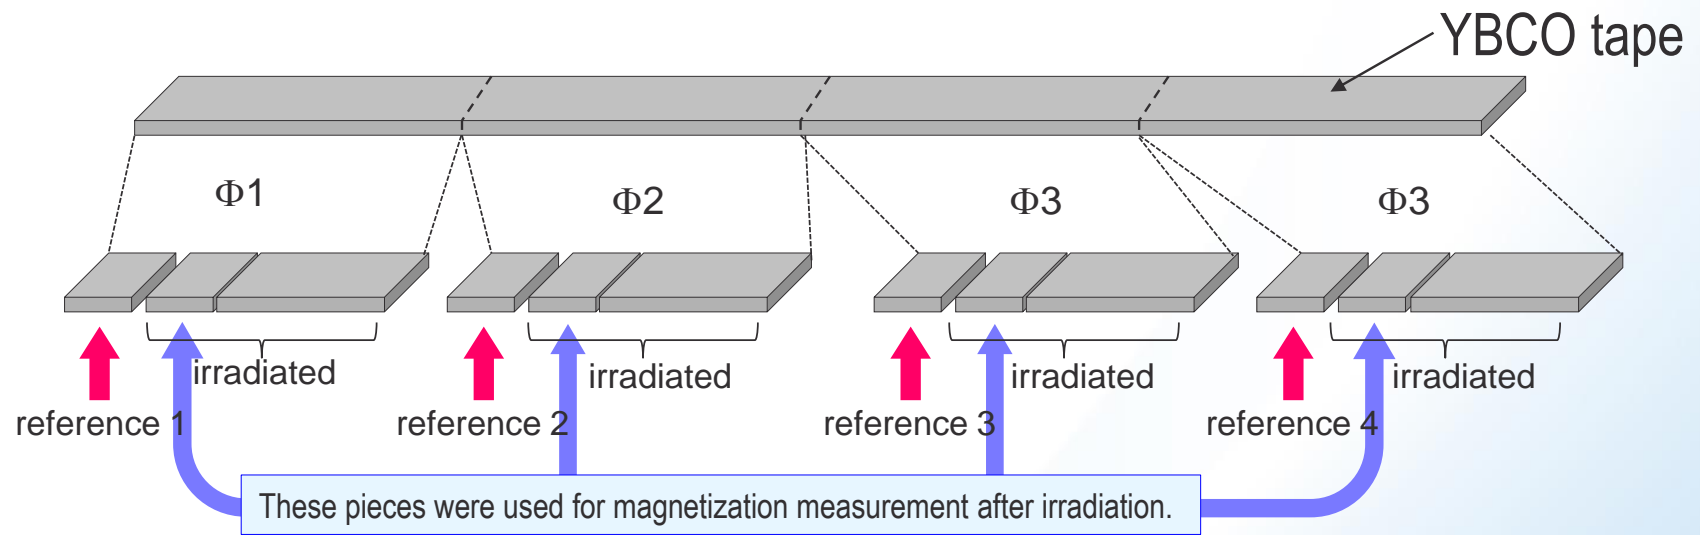 YBCO tape
Φ1
Φ2
Φ3
Φ3
irradiated
irradiated
irradiated
irradiated
reference 1
reference 2
reference 3
reference 4
These pieces were used for magnetization measurement after irradiation.